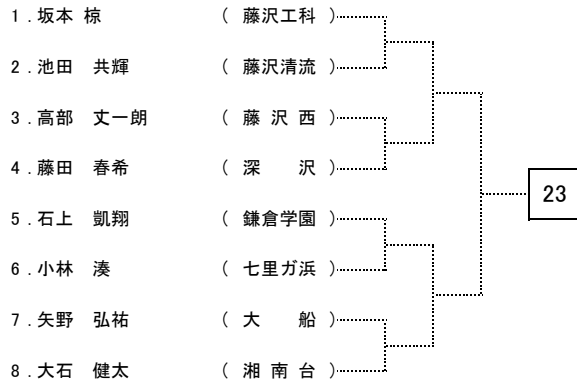 1．坂本 椋 （ 藤沢工科 ）
2．池田　共輝 （ 藤沢清流 ）
3．高部　丈一朗 （ 藤 沢 西 ）
4．藤田　春希 （ 深　　沢 ）
5．石上　凱翔 （ 鎌倉学園 ）
6．小林　湊 （ 七里ガ浜 ）
7．矢野　弘祐 （ 大　　船 ）
8．大石　健太 （ 湘 南 台 ）
23